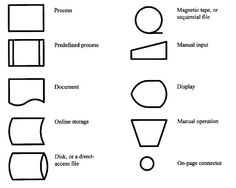 Process
Predefined process
Document
Online storage
Disk, or a direct-
access file
Magnetic tape, or
sequential file
Manual input
Display
Manual operation
On-page connector